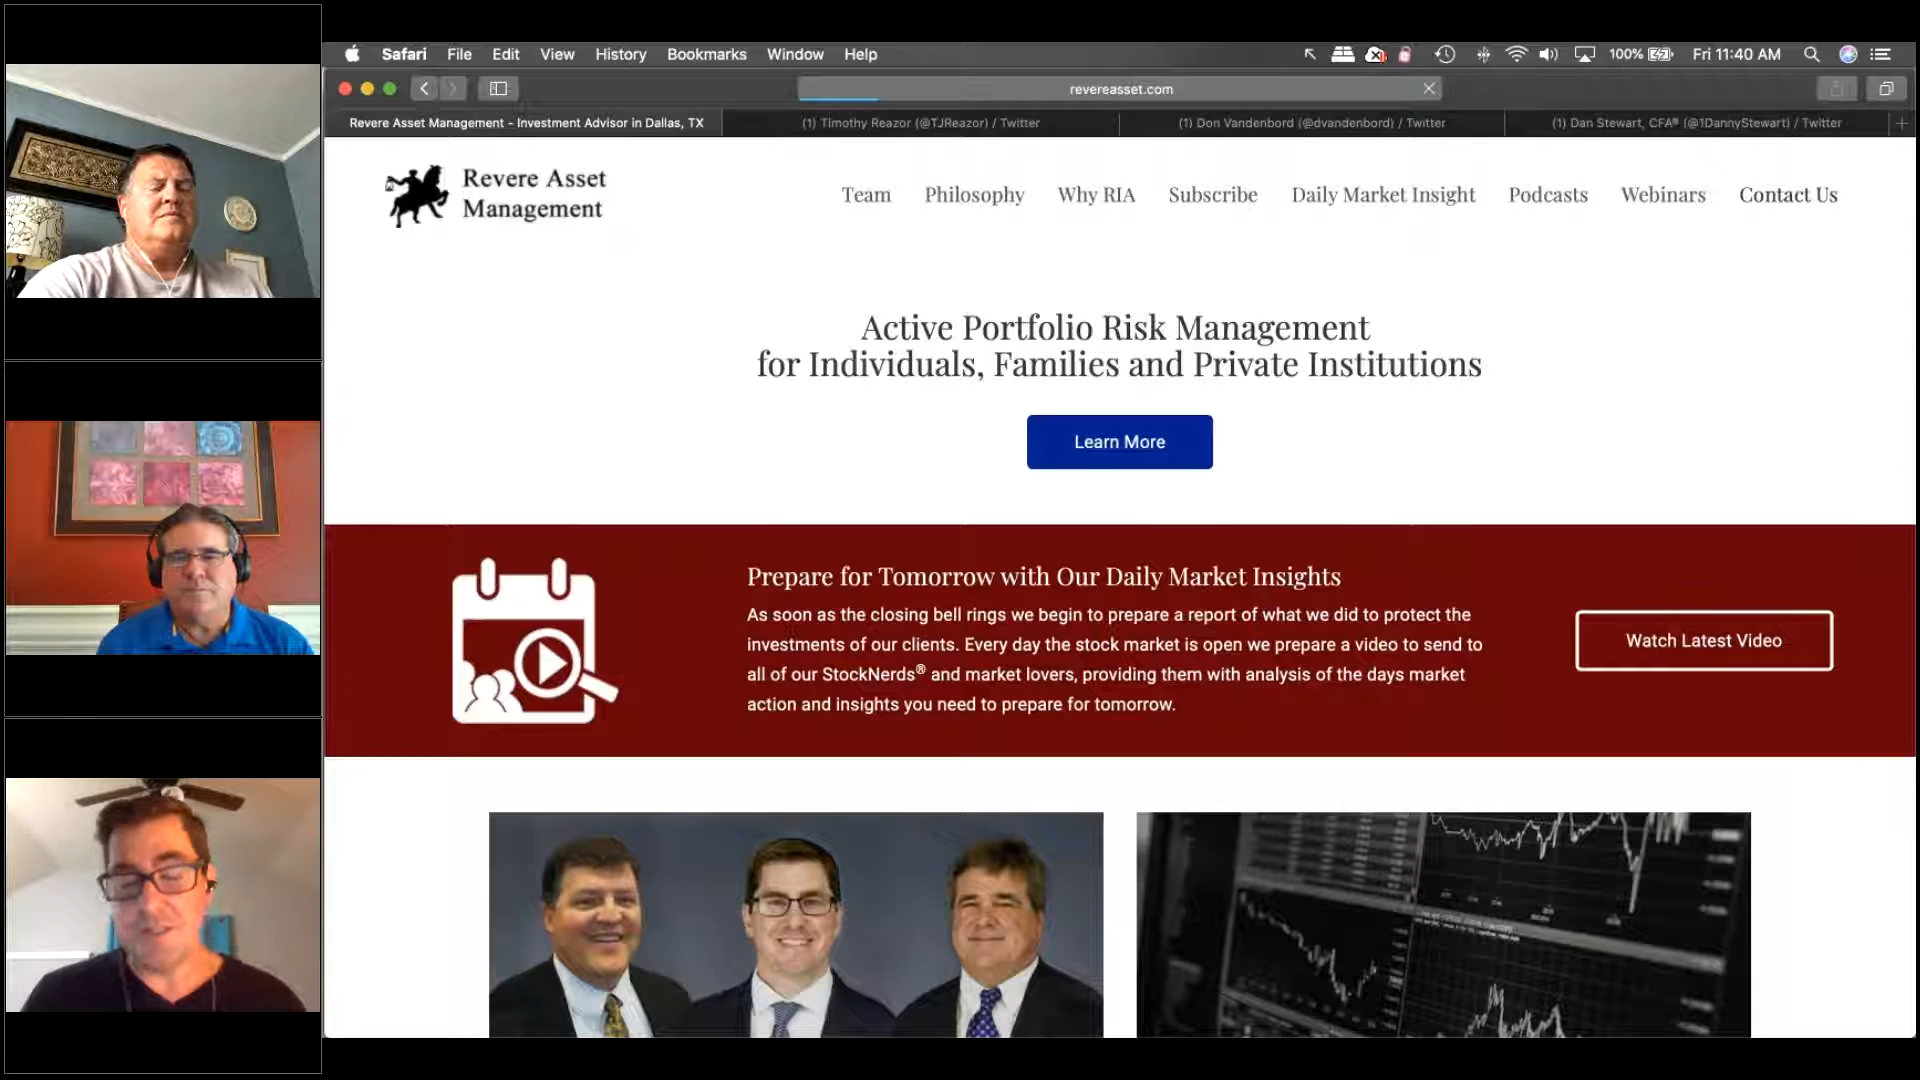 Safari File Edit View History Bookmarks Window Help
100% Fri 11:40 AM
revereasset.com
Revere Asset Management - Investment Advisor in Dallas, TX
(1) Timothy Reazor (@TJReazor) / Twitter
(1) Don Vandenbord (@dvandenbord) / Twitter
(1) Dan Stewart, CFA® (@1DannyStewart) / Twitter
Revere Asset
Management
Team Philosophy Why RIA Subscribe Daily Market Insight Podcasts Webinars Contact Us
Active Portfolio Risk Management
for Individuals, Families and Private Institutions
Learn More
Prepare for Tomorrow with Our Daily Market Insights
As soon as the closing bell rings we begin to prepare a report of what we did to protect the
investments of our clients. Every day the stock market is open we prepare a video to send to
all of our StockNerds® and market lovers, providing them with analysis of the days market
action and insights you need to prepare for tomorrow.
Watch Latest Video